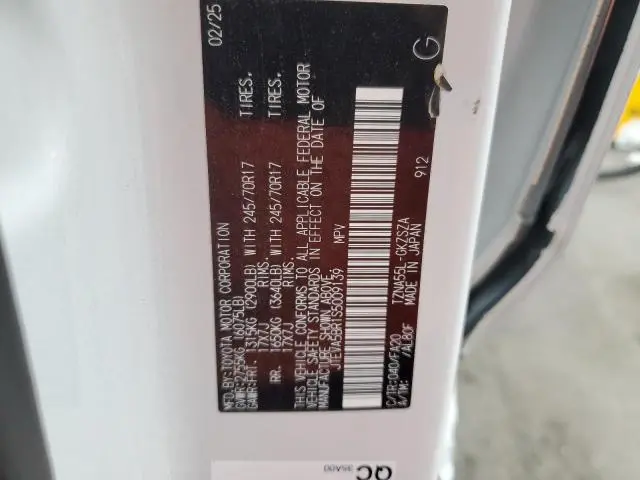 MFD.BY:TOYOTA MOTOR CORPORATION 02/25
GVWR:2755KG (6075LB)
GAWR:FRT. 1315KG (2900LB) WITH 245/70R17 TIRES.
17X7J RIMS.
RR. 1650KG (3640LB) WITH 245/70R17 TIRES.
17X7J RIMS.
THIS VEHICLE CONFORMS TO ALL APPLICABLE FEDERAL MOTOR
VEHICLE SAFETY STANDARDS IN EFFECT ON THE DATE OF
MANUFACTURE SHOWN ABOVE.
JTEVA5BR1S5009139 MPV
C/TR:040/FA20 TZNA55L-GKZSZA 912
A/TM: /AL80F MADE IN JAPAN
G
QC
35A00